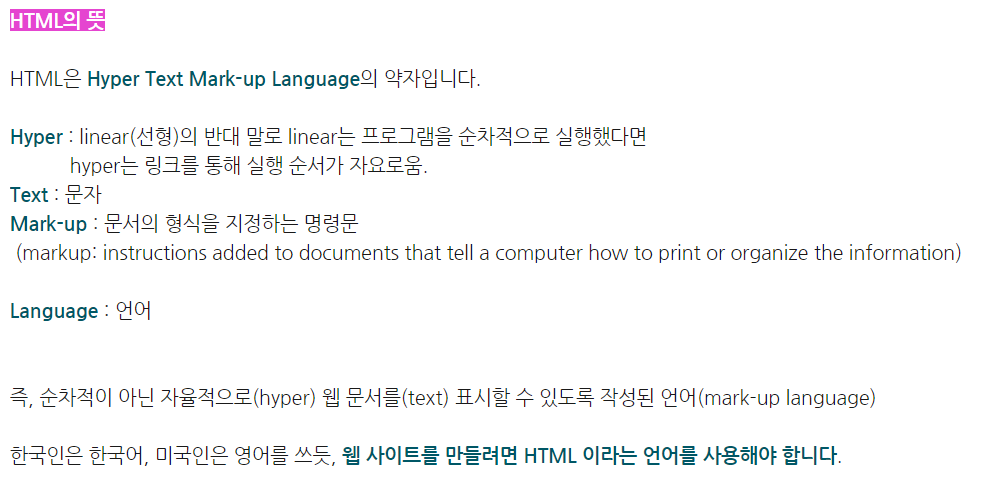 HTML의 뜻
HTML은 Hyper Text Mark-up Language의 약자입니다.
Hyper : linear(선형)의 반대 말로 linear는 프로그램을 순차적으로 실행했다면
hyper는 링크를 통해 실행 순서가 자요로움.
Text : 문자
Mark-up : 문서의 형식을 지정하는 명령문
(markup: instructions added to documents that tell a computer how to print or organize the information)
Language : 언어
즉, 순차적이 아닌 자율적으로(hyper) 웹 문서를(text) 표시할 수 있도록 작성된 언어(mark-up language)
한국인은 한국어, 미국인은 영어를 쓰듯, 웹 사이트를 만들려면 HTML 이라는 언어를 사용해야 합니다.